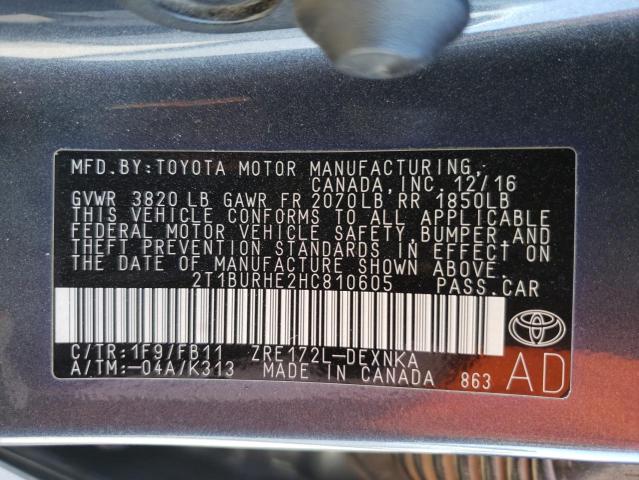 MFD. BY: TOYOTA MOTOR MANUFACTURING,
CANADA, INC. 12/16
GVWR 3820 LB GAWR FR 2070LB RR 1850LB
THIS VEHICLE CONFORMS TO ALL APPLICABLE
FEDERAL MOTOR VEHICLE SAFETY, BUMPER AND
THEFT PREVENTION STANDARDS IN EFFECT ON
THE DATE OF MANUFACTURE SHOWN ABOVE.
2T1BURHE2HC810605 PASS. CAR
C/TR:1F9/FB11 ZRE172L-DEXNKA
A/TM:-04A/K313 MADE IN CANADA 863 AD